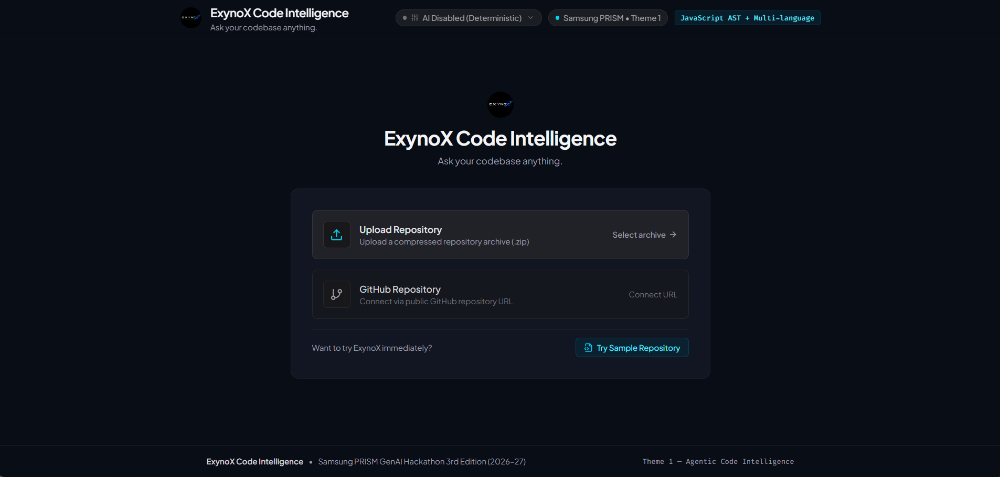 EXYNOX
ExynoX Code Intelligence
Ask your codebase anything.
AI Disabled (Deterministic)
Samsung PRISM • Theme 1
JavaScript AST + Multi-language
EXYNOX
ExynoX Code Intelligence
Ask your codebase anything.
Upload Repository
Upload a compressed repository archive (.zip)
Select archive →
GitHub Repository
Connect via public GitHub repository URL
Connect URL
Want to try ExynoX immediately?
Try Sample Repository
ExynoX Code Intelligence • Samsung PRISM GenAI Hackathon 3rd Edition (2026–27)
Theme 1 — Agentic Code Intelligence